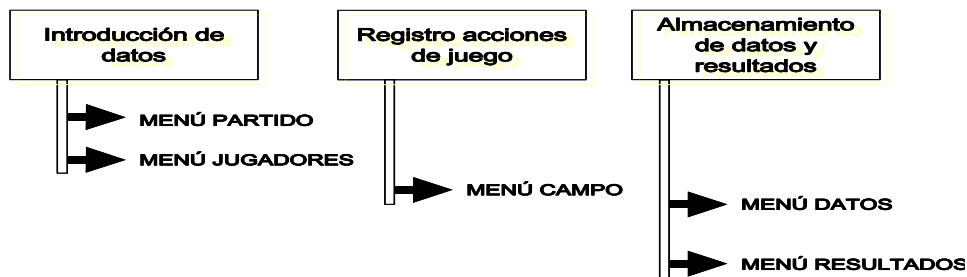 Introducción de
datos
MENÚ PARTIDO
MENÚ JUGADORES
Registro acciones
de juego
MENÚ CAMPO
Almacenamiento
de datos y
resultados
MENÚ DATOS
MENÚ RESULTADOS